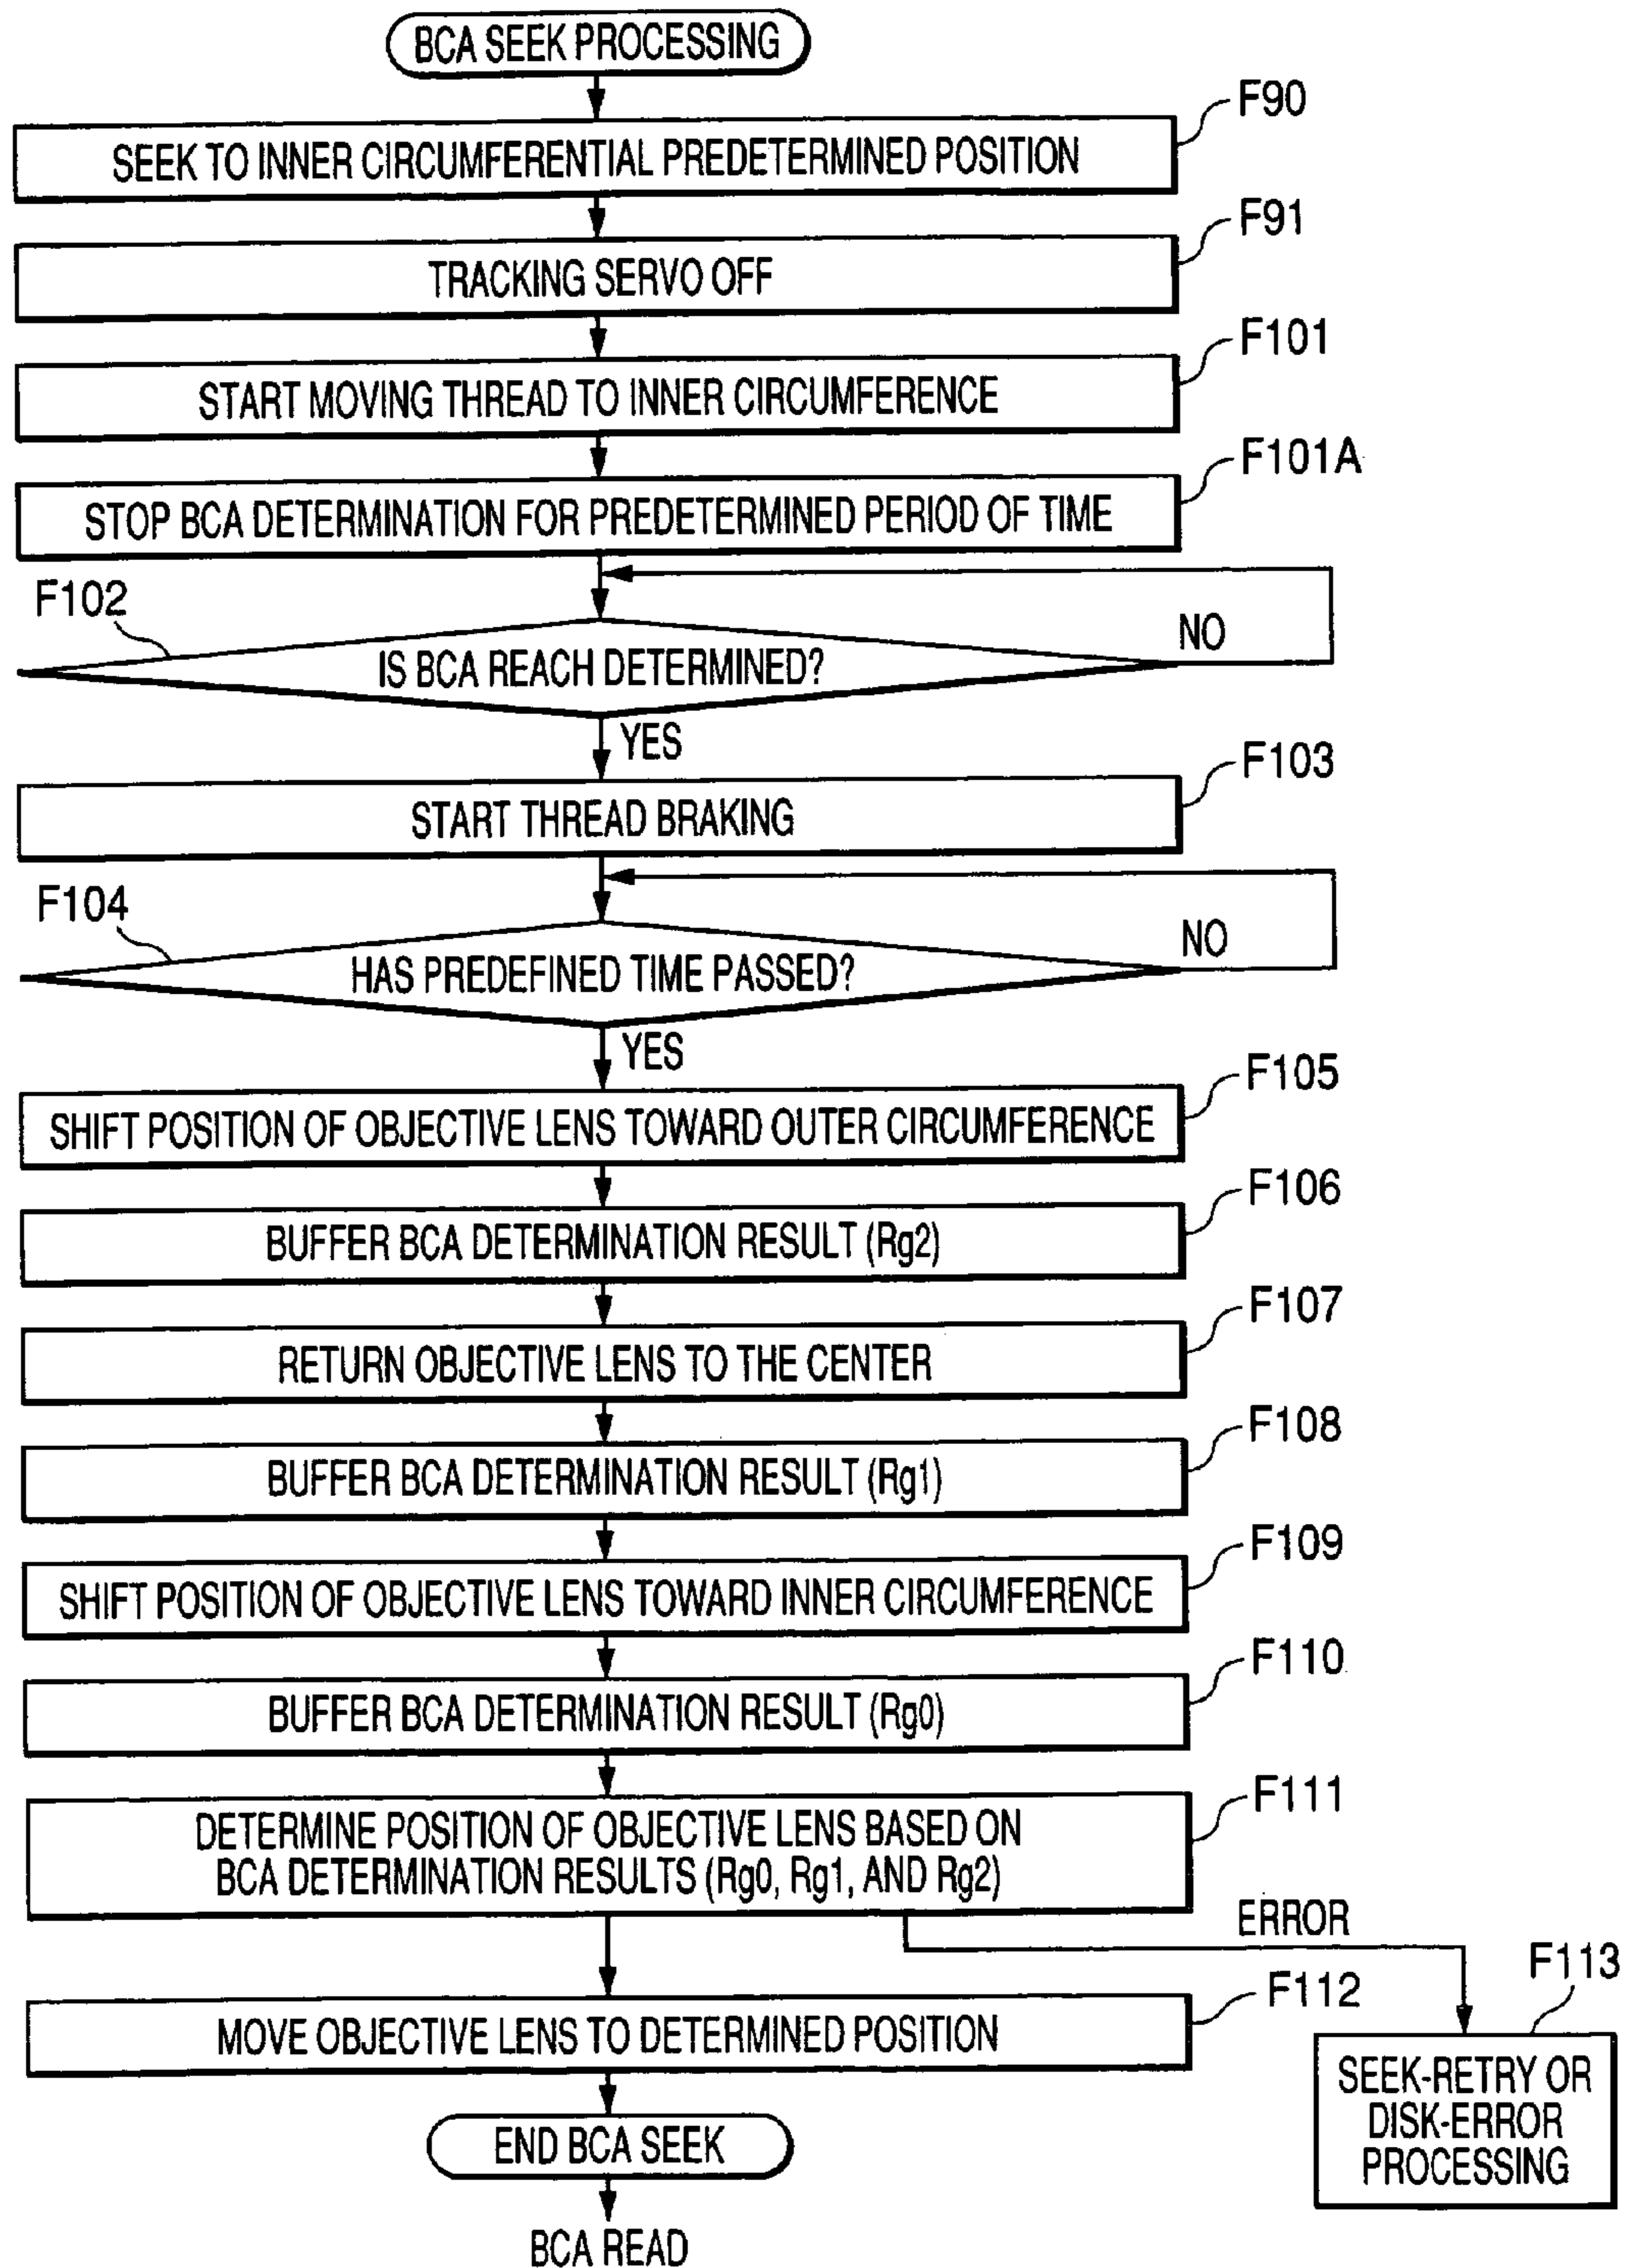 BCA SEEK PROCESSING
F90
SEEK TO INNER CIRCUMFERENTIAL PREDETERMINED POSITION
F91
TRACKING SERVO OFF
F101
START MOVING THREAD TO INNER CIRCUMFERENCE
F101A
STOP BCA DETERMINATION FOR PREDETERMINED PERIOD OF TIME
F102
NO
IS BCA REACH DETERMINED?
YES
F103
START THREAD BRAKING
F104
NO
HAS PREDEFINED TIME PASSED?
YES
F105
SHIFT POSITION OF OBJECTIVE LENS TOWARD OUTER CIRCUMFERENCE
F106
BUFFER BCA DETERMINATION RESULT (Rg2)
F107
RETURN OBJECTIVE LENS TO THE CENTER
F108
BUFFER BCA DETERMINATION RESULT (Rg1)
F109
SHIFT POSITION OF OBJECTIVE LENS TOWARD INNER CIRCUMFERENCE
F110
BUFFER BCA DETERMINATION RESULT (Rg0)
F111
DETERMINE POSITION OF OBJECTIVE LENS BASED ON
BCA DETERMINATION RESULTS (Rg0, Rg1, AND Rg2)
ERROR
F112
MOVE OBJECTIVE LENS TO DETERMINED POSITION
F113
SEEK-RETRY OR
DISK-ERROR
PROCESSING
END BCA SEEK
BCA READ